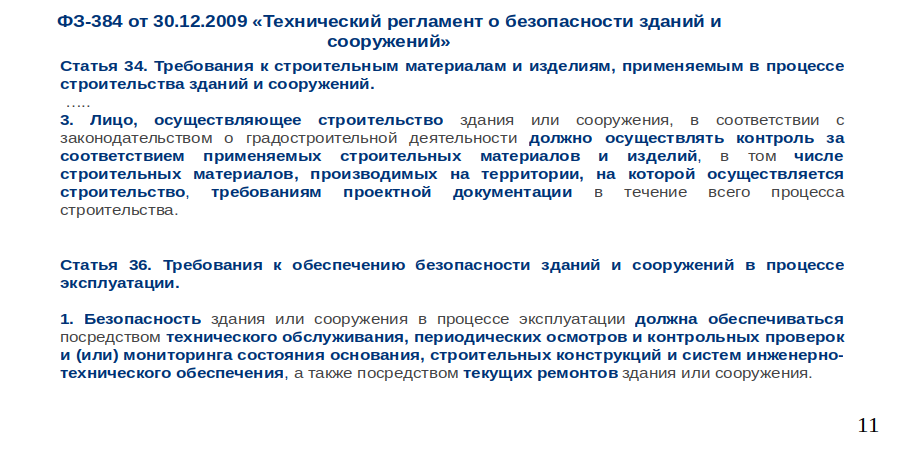 ФЗ-384 от 30.12.2009 «Технический регламент о безопасности зданий и
сооружений»
Статья 34. Требования к строительным материалам и изделиям, применяемым в процессе
строительства зданий и сооружений.
.....
3. Лицо, осуществляющее строительство здания или сооружения, в соответствии с
законодательством о градостроительной деятельности должно осуществлять контроль за
соответствием применяемых строительных материалов и изделий, в том числе
строительных материалов, производимых на территории, на которой осуществляется
строительство, требованиям проектной документации в течение всего процесса
строительства.
Статья 36. Требования к обеспечению безопасности зданий и сооружений в процессе
эксплуатации.
1. Безопасность здания или сооружения в процессе эксплуатации должна обеспечиваться
посредством технического обслуживания, периодических осмотров и контрольных проверок
и (или) мониторинга состояния основания, строительных конструкций и систем инженерно-
технического обеспечения, а также посредством текущих ремонтов здания или сооружения.
11